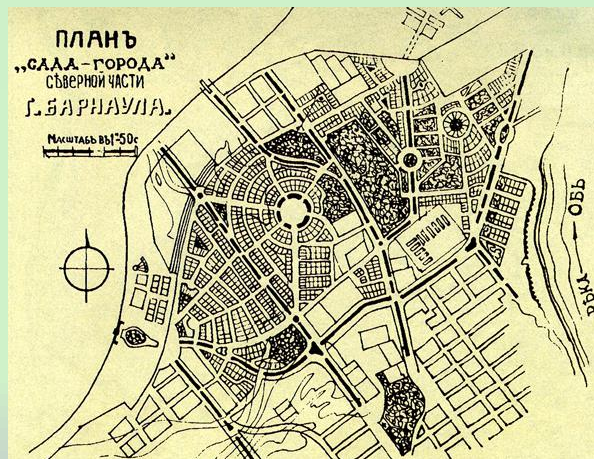 ПЛАНЪ
„САДА-ГОРОДА“
СѢВЕРНОЙ ЧАСТИ
Г. БАРНАУЛА.
МАСШТАБЪ ВЪ 1"-50с
РѢКА ОБЬ